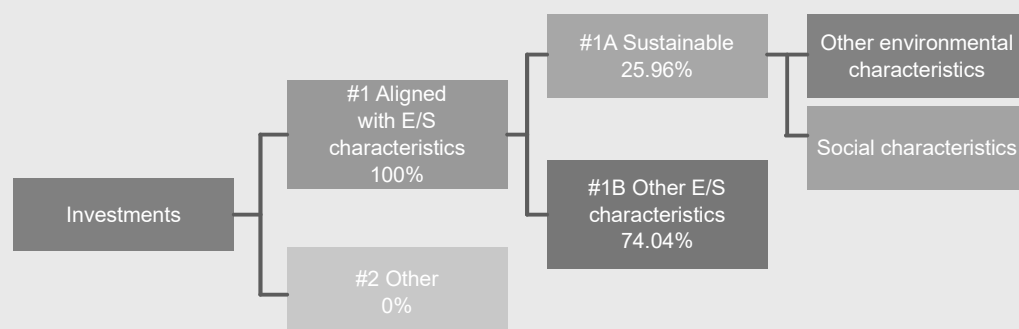 Investments
#1 Aligned
with E/S
characteristics
100%
#2 Other
0%
#1A Sustainable
25.96%
#1B Other E/S
characteristics
74.04%
Other environmental
characteristics
Social characteristics